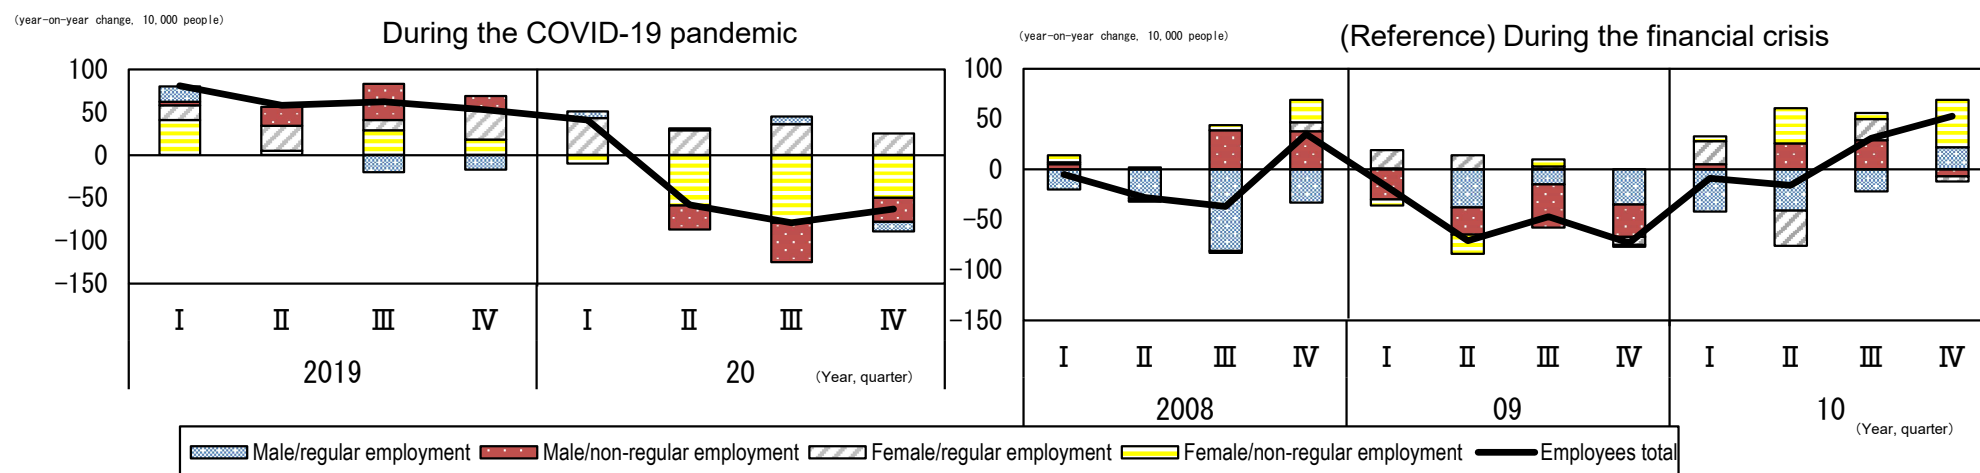 (year-on-year change, 10,000 people)
During the COVID-19 pandemic
100
50
0
−50
−100
−150
Ⅰ Ⅱ Ⅲ Ⅳ Ⅰ Ⅱ Ⅲ Ⅳ
2019 20
(Year, quarter)
(year-on-year change, 10,000 people)
(Reference) During the financial crisis
100
50
0
−50
−100
−150
Ⅰ Ⅱ Ⅲ Ⅳ Ⅰ Ⅱ Ⅲ Ⅳ Ⅰ Ⅱ Ⅲ Ⅳ
2008 09 10
(Year, quarter)
Male/regular employment Male/non-regular employment Female/regular employment Female/non-regular employment Employees total